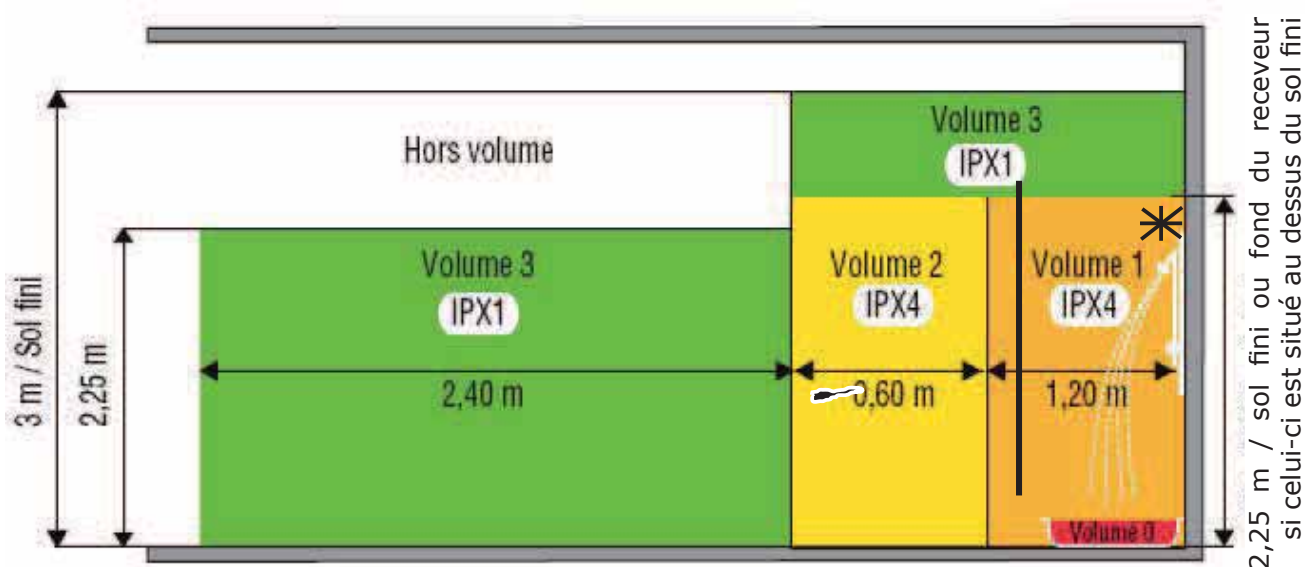 Volume 3
IPX1
Hors volume
Volume 3
IPX1
Volume 2
IPX4
Volume 1
IPX4
2,40 m
0,60 m
1,20 m
Volume 0
3 m / Sol fini
2,25 m
2,25 m / sol fini ou fond du receveur
si celui-ci est situé au dessus du sol fini